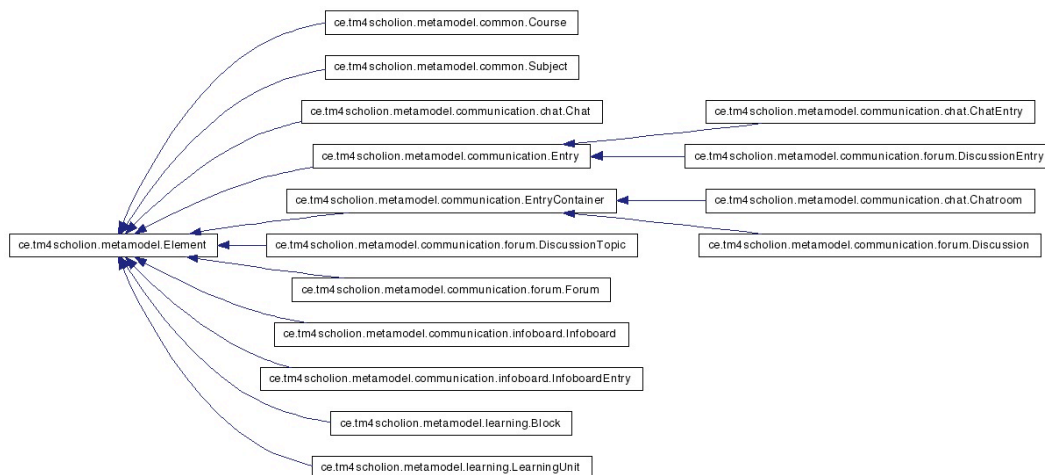 ce.tm4scholion.metamodel.common.Course
ce.tm4scholion.metamodel.common.Subject
ce.tm4scholion.metamodel.communication.chat.Chat
ce.tm4scholion.metamodel.communication.chat.ChatEntry
ce.tm4scholion.metamodel.communication.Entry
ce.tm4scholion.metamodel.communication.forum.DiscussionEntry
ce.tm4scholion.metamodel.communication.EntryContainer
ce.tm4scholion.metamodel.communication.chat.Chatroom
ce.tm4scholion.metamodel.Element
ce.tm4scholion.metamodel.communication.forum.DiscussionTopic
ce.tm4scholion.metamodel.communication.forum.Discussion
ce.tm4scholion.metamodel.communication.forum.Forum
ce.tm4scholion.metamodel.communication.infoboard.Infoboard
ce.tm4scholion.metamodel.communication.infoboard.InfoboardEntry
ce.tm4scholion.metamodel.learning.Block
ce.tm4scholion.metamodel.learning.LearningUnit